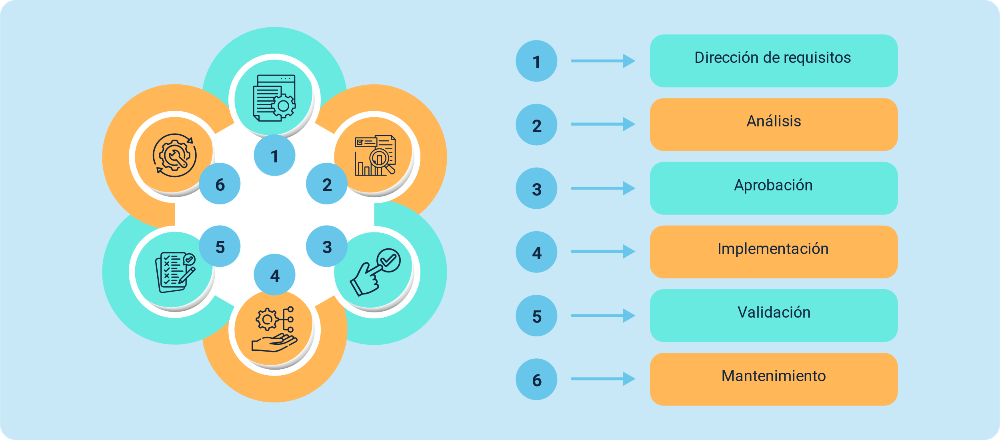 1
6
2
5
3
4
1
Dirección de requisitos
2
Análisis
3
Aprobación
4
Implementación
5
Validación
6
Mantenimiento